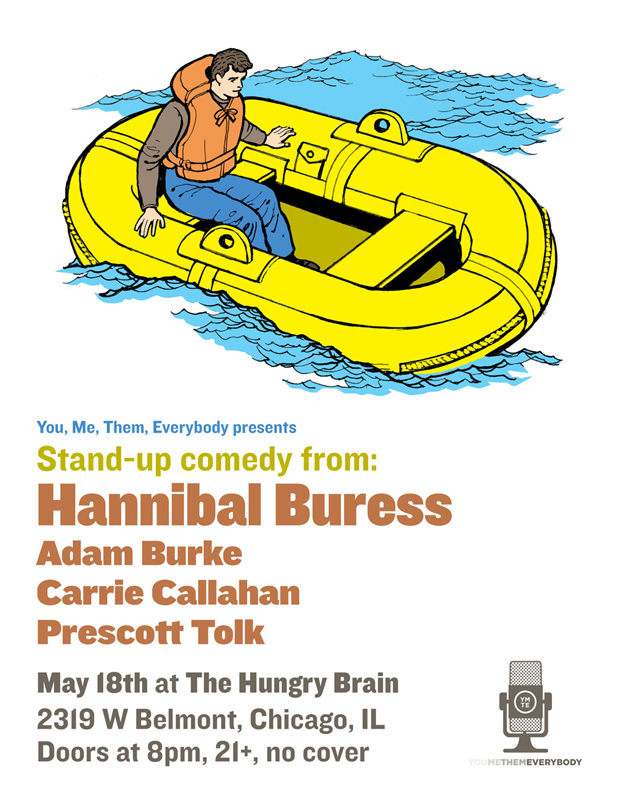 You, Me, Them, Everybody presents
Stand-up comedy from:
Hannibal Buress
Adam Burke
Carrie Callahan
Prescott Tolk
May 18th at The Hungry Brain
2319 W Belmont, Chicago, IL
Doors at 8pm, 21+, no cover
YM
TE
YOUMETHEMEVERYBODY